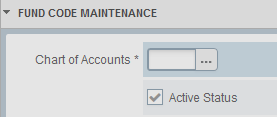 FUND CODE MAINTENANCE
Chart of Accounts * ...
Active Status